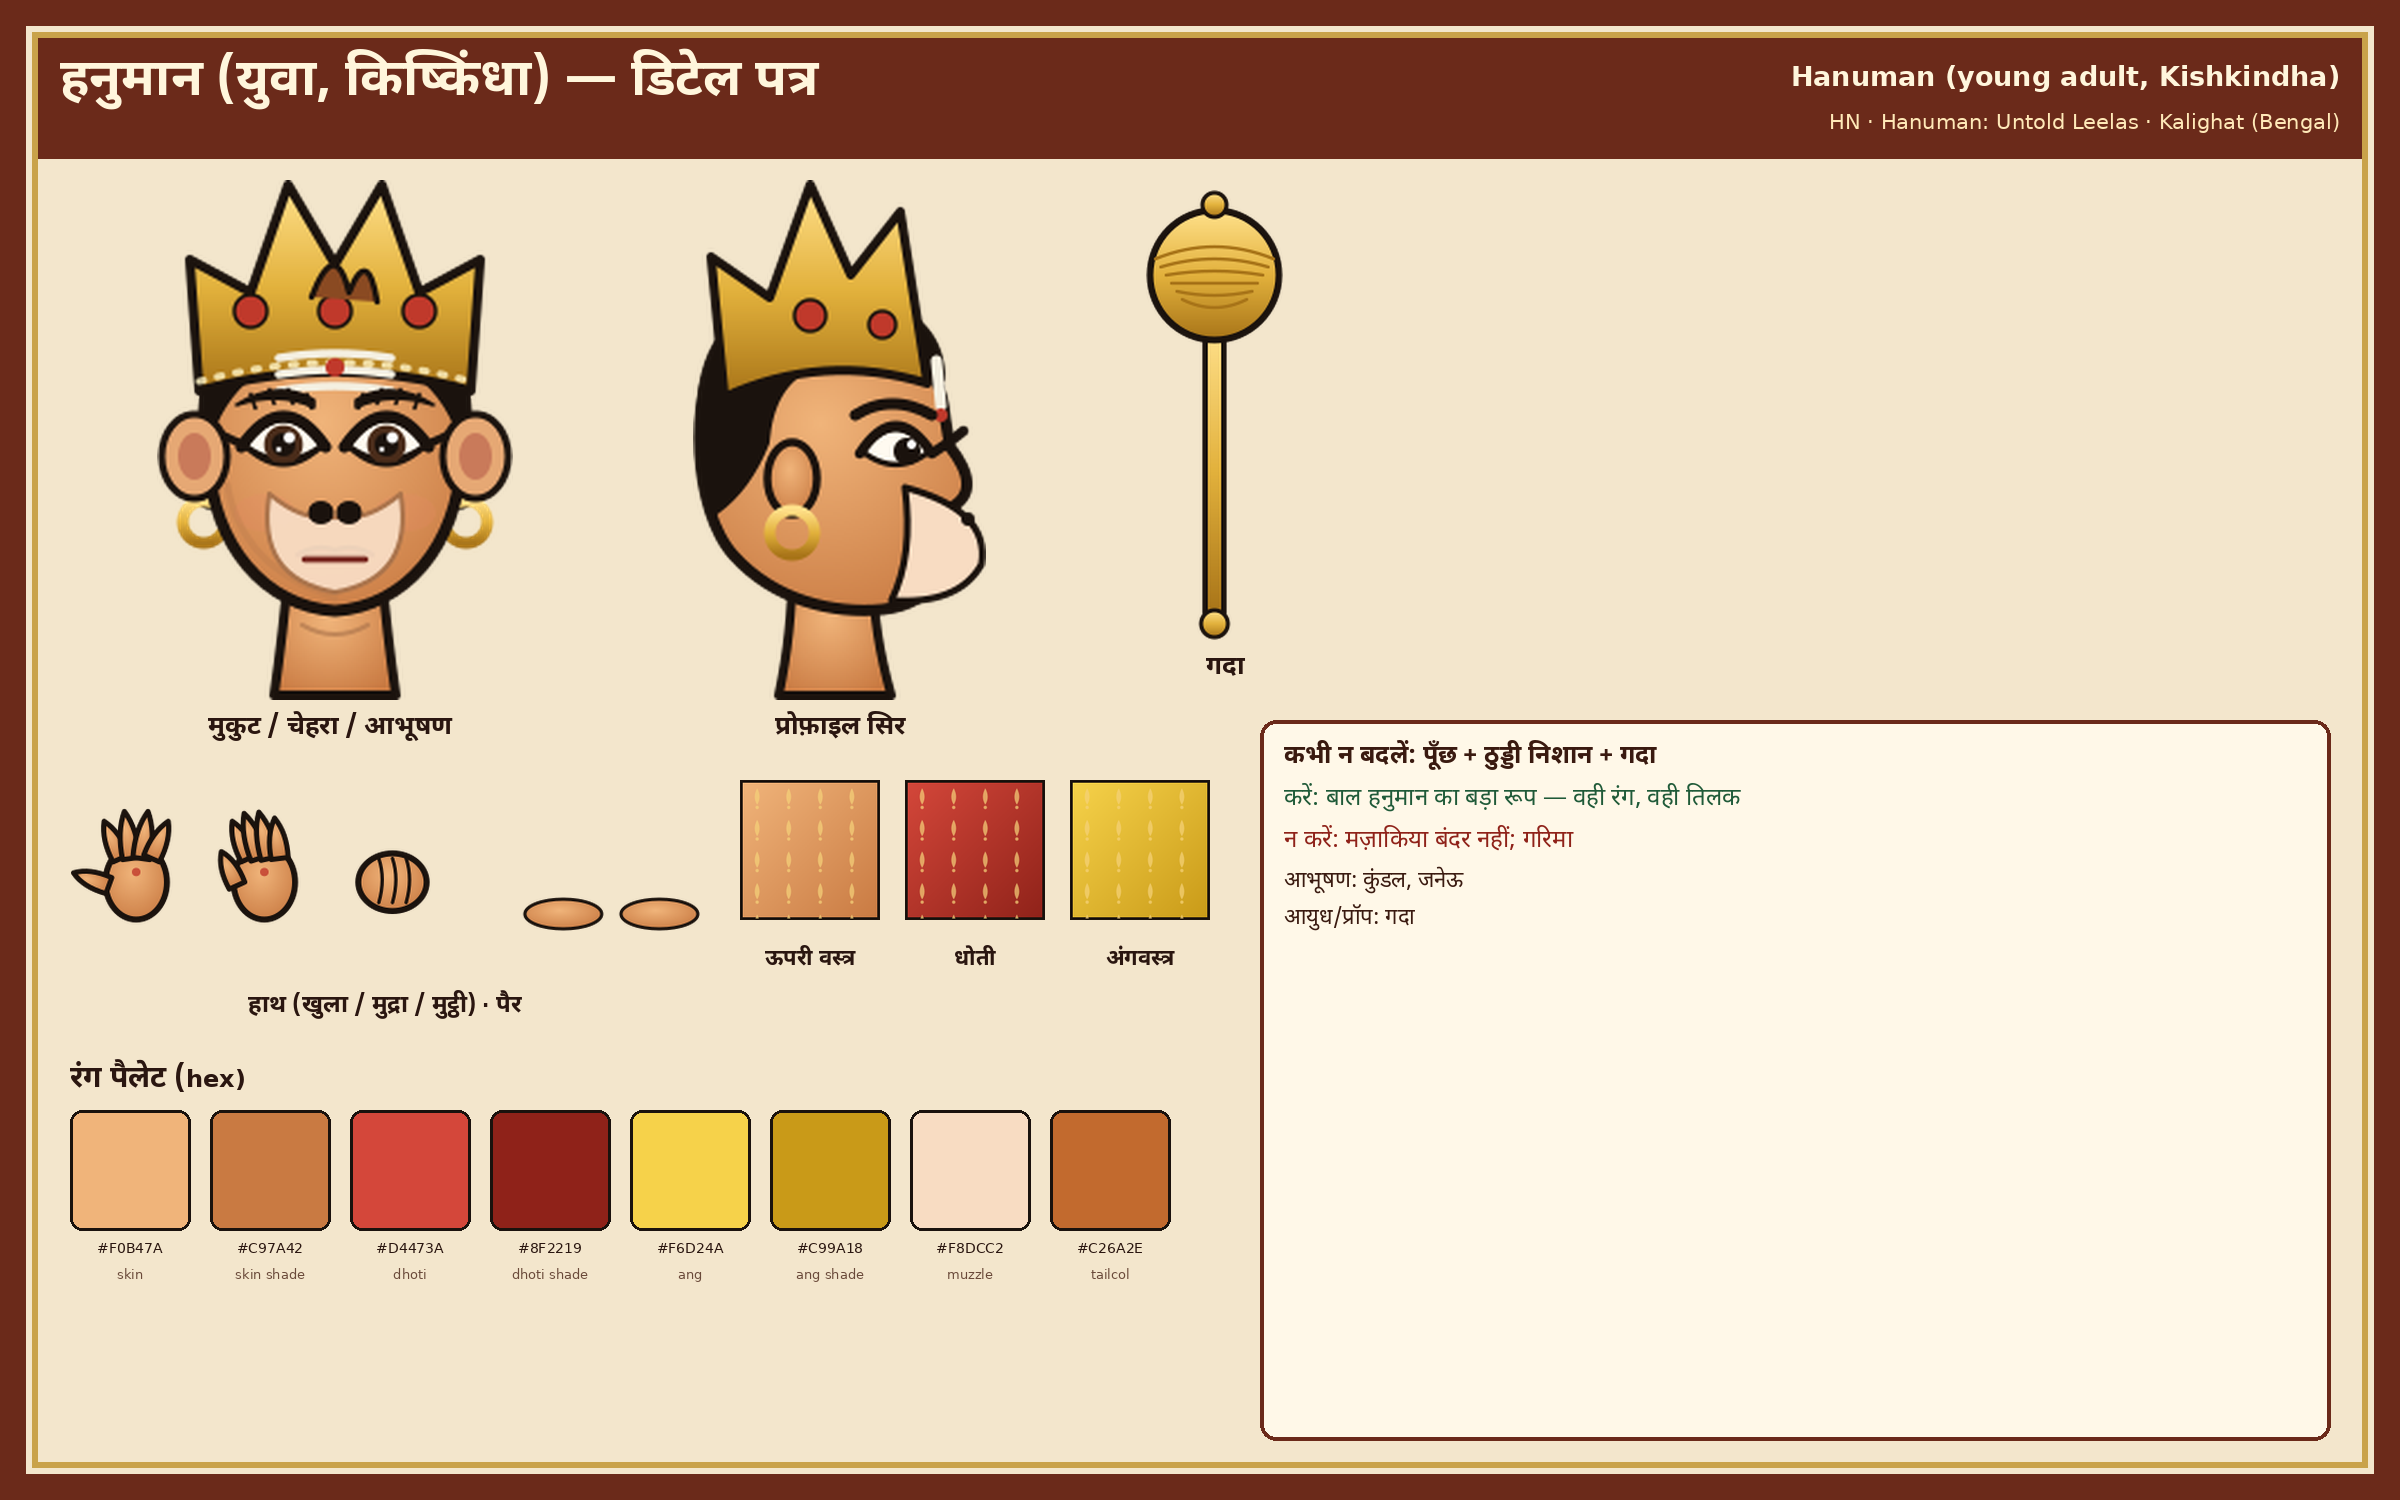 हनुमान (युवा, किष्किंधा) — डिटेल पत्र
Hanuman (young adult, Kishkindha)
HN · Hanuman: Untold Leelas · Kalighat (Bengal)
गदा
मुकुट / चेहरा / आभूषण
प्रोफ़ाइल सिर
कभी न बदलें: पूँछ + ठुड्डी निशान + गदा
करें: बाल हनुमान का बड़ा रूप — वही रंग, वही तिलक
न करें: मज़ाकिया बंदर नहीं; गरिमा
आभूषण: कुंडल, जनेऊ
आयुध/प्रॉप: गदा
ऊपरी वस्त्र
धोती
अंगवस्त्र
हाथ (खुला / मुद्रा / मुट्ठी) · पैर
रंग पैलेट (hex)
#F0B47A
#C97A42
#D4473A
#8F2219
#F6D24A
#C99A18
#F8DCC2
#C26A2E
skin
skin shade
dhoti
dhoti shade
ang
ang shade
muzzle
tailcol